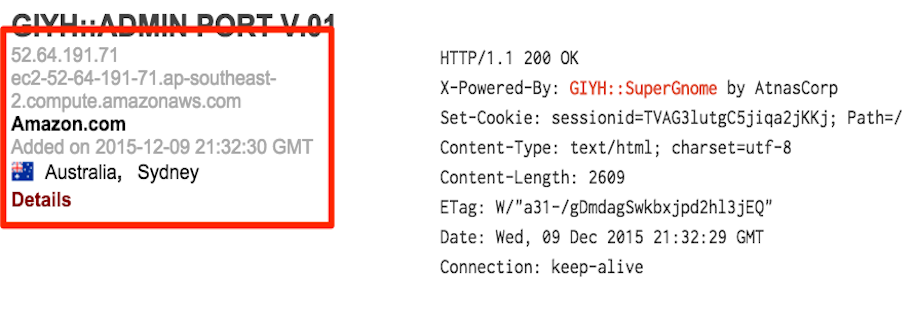 GIYH::ADMIN PORT V.01
52.64.191.71
ec2-52-64-191-71.ap-southeast-
2.compute.amazonaws.com
Amazon.com
Added on 2015-12-09 21:32:30 GMT
Australia, Sydney
Details
HTTP/1.1 200 OK
X-Powered-By: GIYH::SuperGnome by AtnasCorp
Set-Cookie: sessionid=TVAG3lutgC5jiqa2jKKj; Path=/
Content-Type: text/html; charset=utf-8
Content-Length: 2609
ETag: W/"a31-/gDmdagSwkbxjpd2hl3jEQ"
Date: Wed, 09 Dec 2015 21:32:29 GMT
Connection: keep-alive